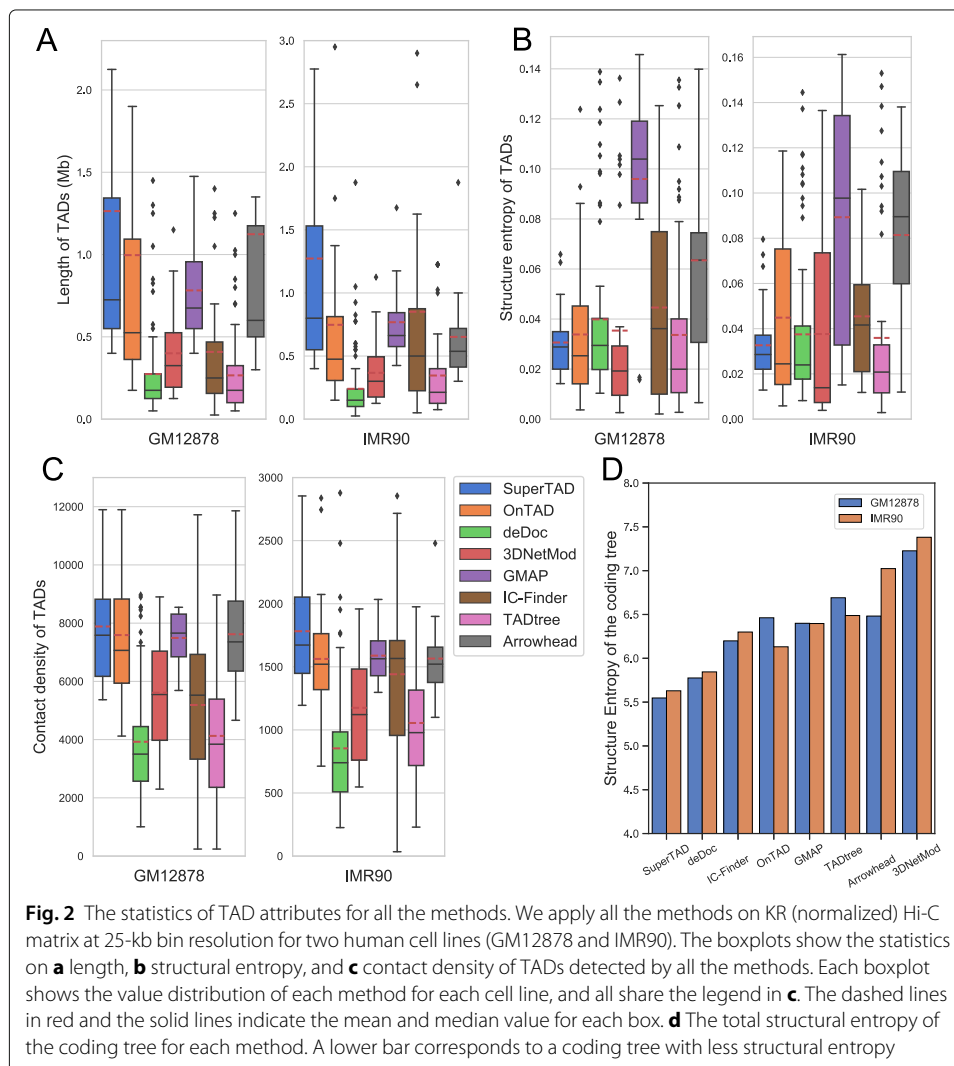 A
B
Length of TADs (Mb)
2.0
1.5
1.0
0.5
0.0
GM12878
3.0
2.5
2.0
1.5
1.0
0.5
0.0
IMR90
Structure entropy of TADs
0.14
0.12
0.10
0.08
0.06
0.04
0.02
0.00
GM12878
0.16
0.14
0.12
0.10
0.08
0.06
0.04
0.02
0.00
IMR90
C
D
Contact density of TADs
12000
10000
8000
6000
4000
2000
0
GM12878
3000
2500
2000
1500
1000
500
0
IMR90
SuperTAD
OnTAD
deDoc
3DNetMod
GMAP
IC-Finder
TADtree
Arrowhead
Structure Entropy of the coding tree
8.0
7.5
7.0
6.5
6.0
5.5
5.0
4.5
4.0
GM12878
IMR90
SuperTAD
deDoc
IC-Finder
OnTAD
GMAP
TADtree
Arrowhead
3DNetMod
Fig. 2 The statistics of TAD attributes for all the methods. We apply all the methods on KR (normalized) Hi-C
matrix at 25-kb bin resolution for two human cell lines (GM12878 and IMR90). The boxplots show the statistics
on a length, b structural entropy, and c contact density of TADs detected by all the methods. Each boxplot
shows the value distribution of each method for each cell line, and all share the legend in c. The dashed lines
in red and the solid lines indicate the mean and median value for each box. d The total structural entropy of
the coding tree for each method. A lower bar corresponds to a coding tree with less structural entropy